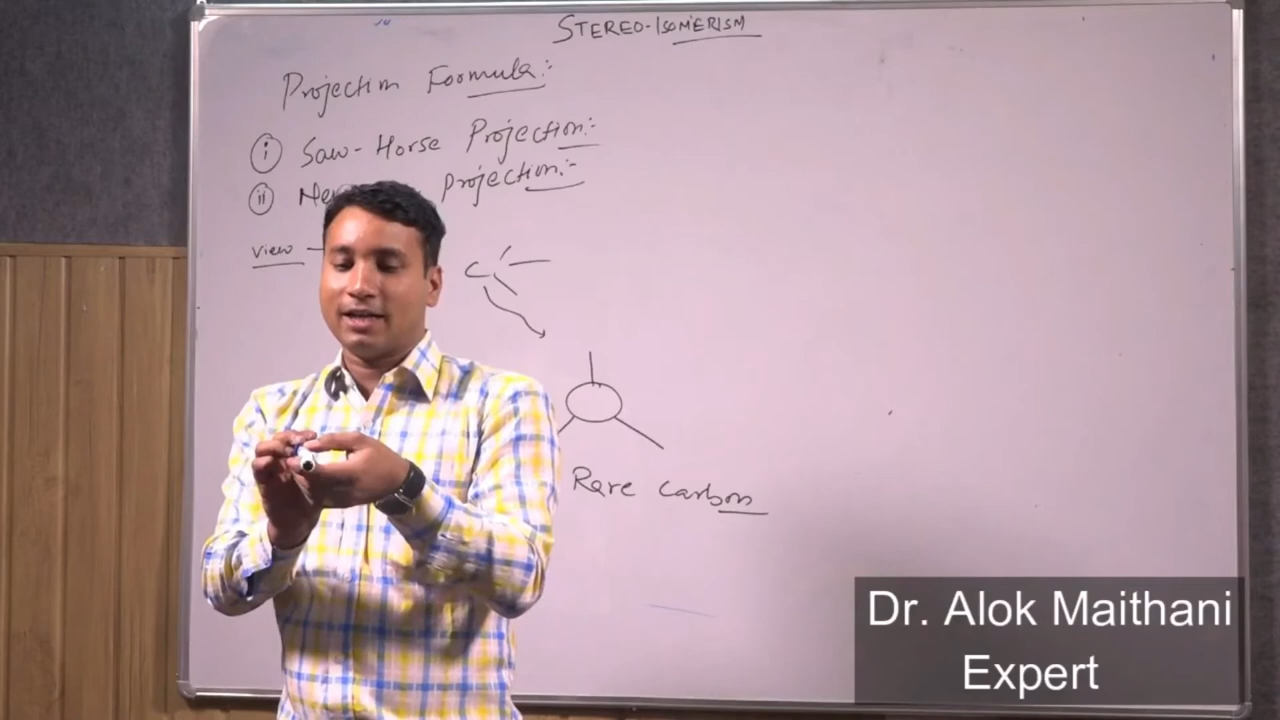 STEREO-ISOMERISM
Projection Formula:-
(i) Saw-Horse Projection:-
(ii) Projection:-
View —
C
Rare carbon
Dr. Alok Maithani
Expert